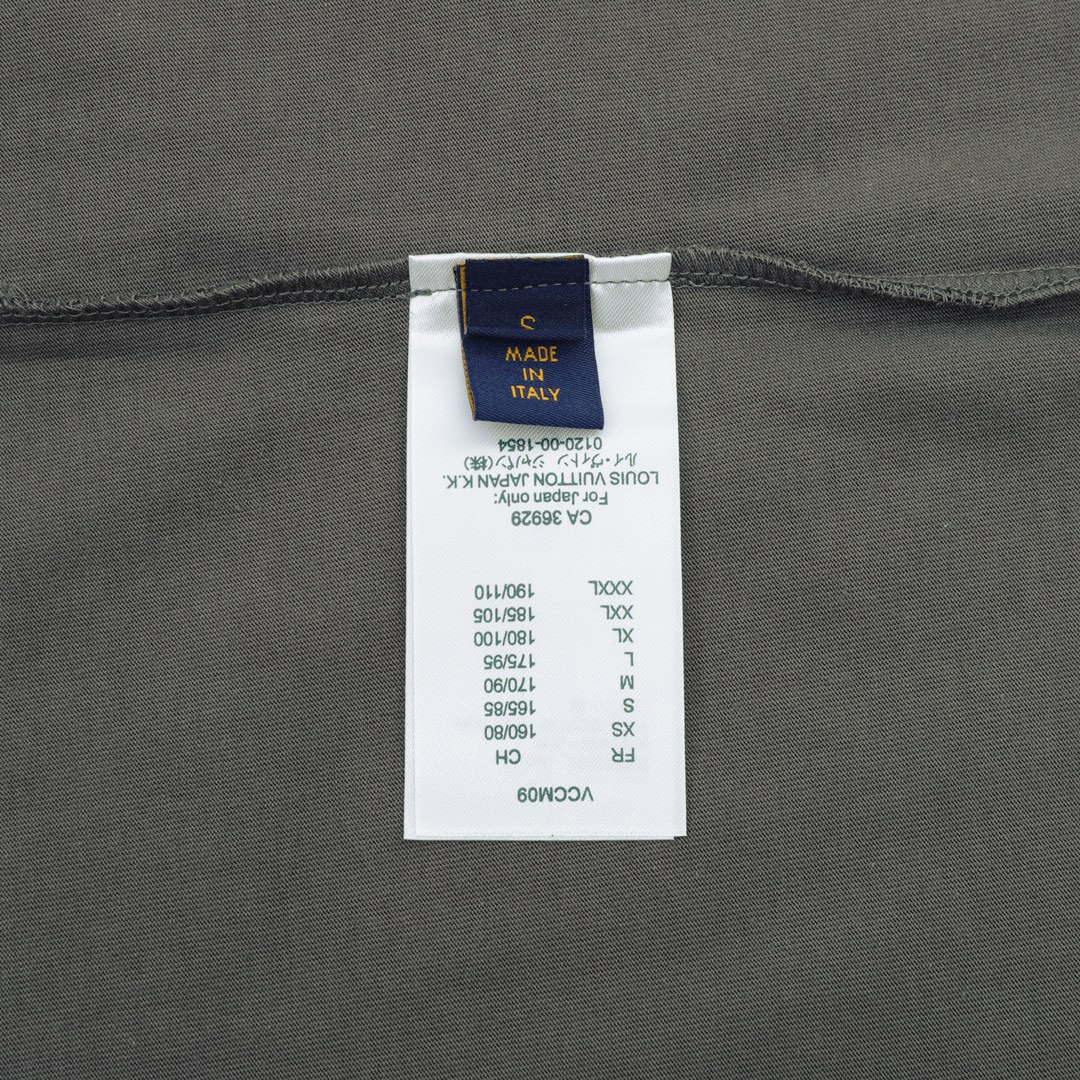 S
MADE
IN
ITALY
VCCM09
FR CH
XS 160/80
S 165/85
M 170/90
L 175/95
XL 180/100
XXL 185/105
XXXL 190/110
CA 36929
For Japan only:
LOUIS VUITTON JAPAN K.K.
ルイ・ヴィトン ジャパン(株)
0120-00-1854